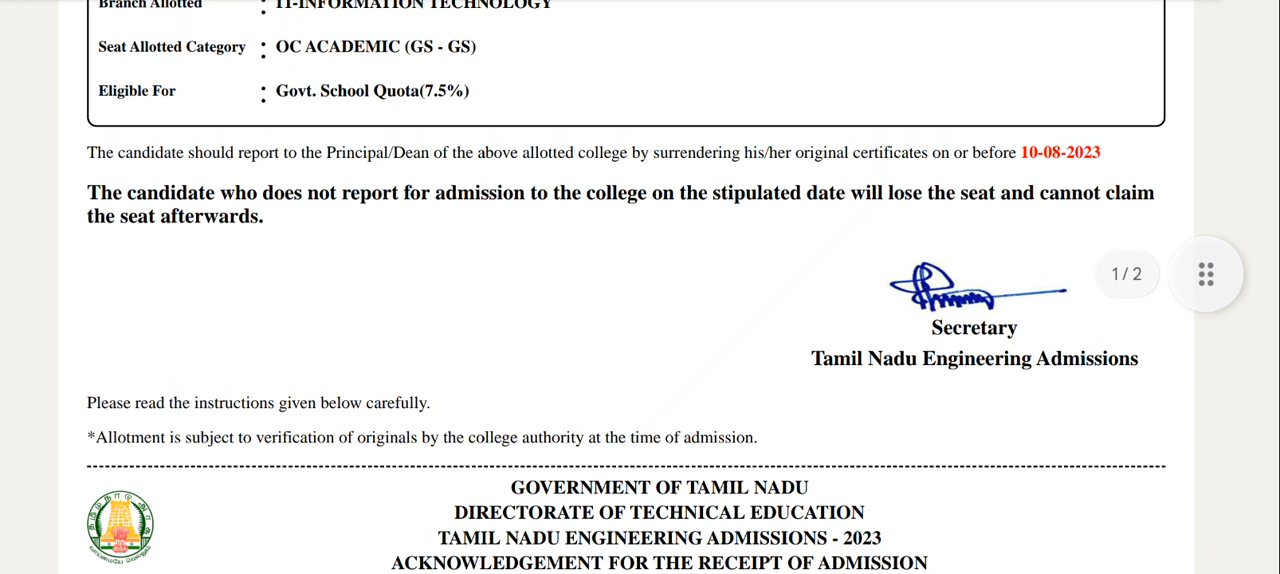 Branch Allotted : IT-INFORMATION TECHNOLOGY
Seat Allotted Category : OC ACADEMIC (GS - GS)
Eligible For : Govt. School Quota(7.5%)
The candidate should report to the Principal/Dean of the above allotted college by surrendering his/her original certificates on or before 10-08-2023
The candidate who does not report for admission to the college on the stipulated date will lose the seat and cannot claim
the seat afterwards.
1 / 2
Secretary
Tamil Nadu Engineering Admissions
Please read the instructions given below carefully.
*Allotment is subject to verification of originals by the college authority at the time of admission.
GOVERNMENT OF TAMIL NADU
DIRECTORATE OF TECHNICAL EDUCATION
TAMIL NADU ENGINEERING ADMISSIONS - 2023
ACKNOWLEDGEMENT FOR THE RECEIPT OF ADMISSION